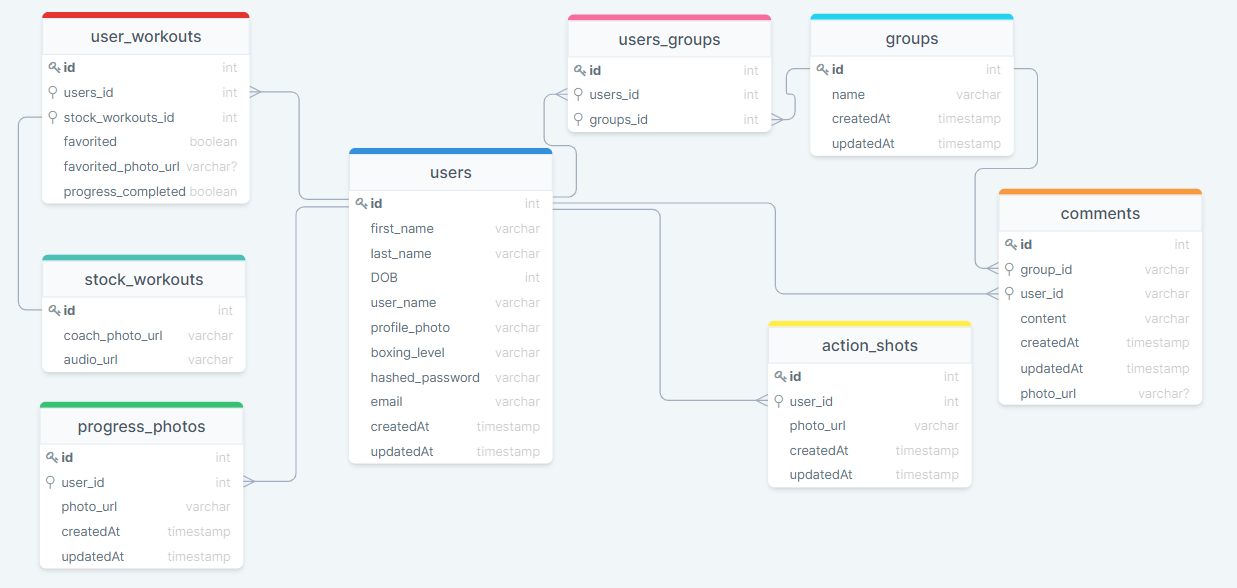 user_workouts
id int
users_id int
stock_workouts_id int
favorited boolean
favorited_photo_url varchar?
progress_completed boolean
stock_workouts
id int
coach_photo_url varchar
audio_url varchar
progress_photos
id int
user_id int
photo_url varchar
createdAt timestamp
updatedAt timestamp
users
id int
first_name varchar
last_name varchar
DOB int
user_name varchar
profile_photo varchar
boxing_level varchar
hashed_password varchar
email varchar
createdAt timestamp
updatedAt timestamp
users_groups
id int
users_id int
groups_id int
groups
id int
name varchar
createdAt timestamp
updatedAt timestamp
action_shots
id int
user_id int
photo_url varchar
createdAt timestamp
updatedAt timestamp
comments
id int
group_id varchar
user_id varchar
content varchar
createdAt timestamp
updatedAt timestamp
photo_url varchar?